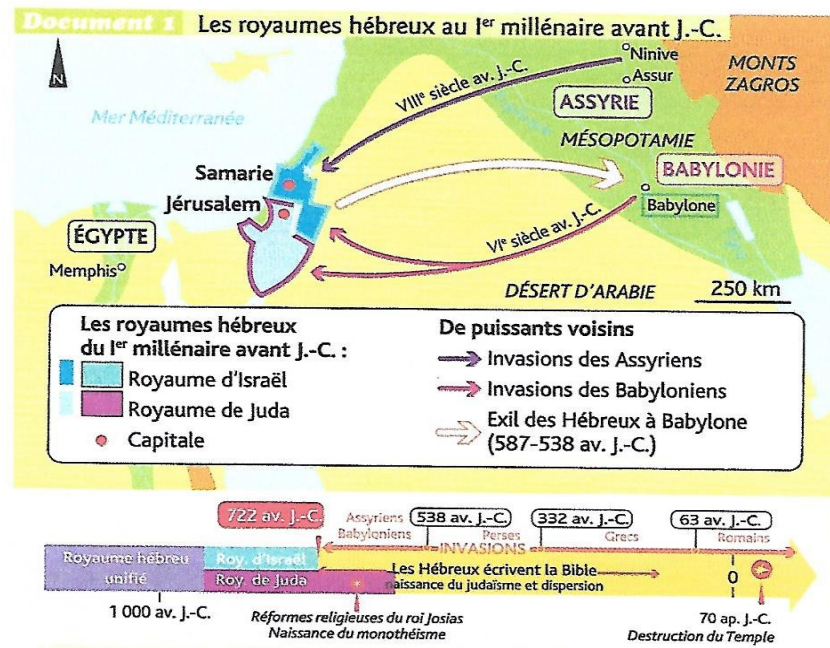 Document 1 Les royaumes hébreux au Ier millénaire avant J.-C.
N
Mer Méditerranée
VIIIe siècle av. J.-C.
Ninive
Assur
ASSYRIE
MONTS
ZAGROS
MÉSOPOTAMIE
Samarie
Jérusalem
BABYLONIE
Babylone
VIe siècle av. J.-C.
ÉGYPTE
Memphis
DÉSERT D'ARABIE
250 km
Les royaumes hébreux
du Ier millénaire avant J.-C. :
Royaume d'Israël
Royaume de Juda
Capitale
De puissants voisins
Invasions des Assyriens
Invasions des Babyloniens
Exil des Hébreux à Babylone
(587-538 av. J.-C.)
722 av. J.-C.
Assyriens
Babyloniens
538 av. J.-C.
Perses
332 av. J.-C.
Grecs
63 av. J.-C.
Romains
INVASIONS
Royaume hébreu
unifié
Roy. d'Israël
Roy. de Juda
Les Hébreux écrivent la Bible
naissance du judaïsme et dispersion
0
1 000 av. J.-C.
Réformes religieuses du roi Josias
Naissance du monothéisme
70 ap. J.-C.
Destruction du Temple